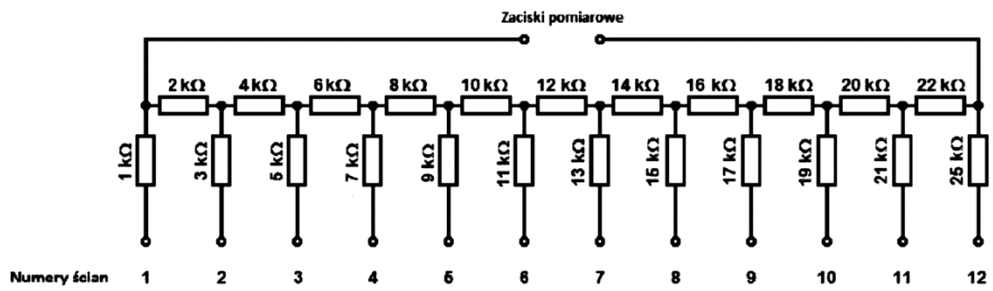 Zaciski pomiarowe
2 kΩ 4 kΩ 6 kΩ 8 kΩ 10 kΩ 12 kΩ 14 kΩ 16 kΩ 18 kΩ 20 kΩ 22 kΩ
1 kΩ 3 kΩ 5 kΩ 7 kΩ 9 kΩ 11 kΩ 13 kΩ 15 kΩ 17 kΩ 19 kΩ 21 kΩ 25 kΩ
Numery ścian 1 2 3 4 5 6 7 8 9 10 11 12